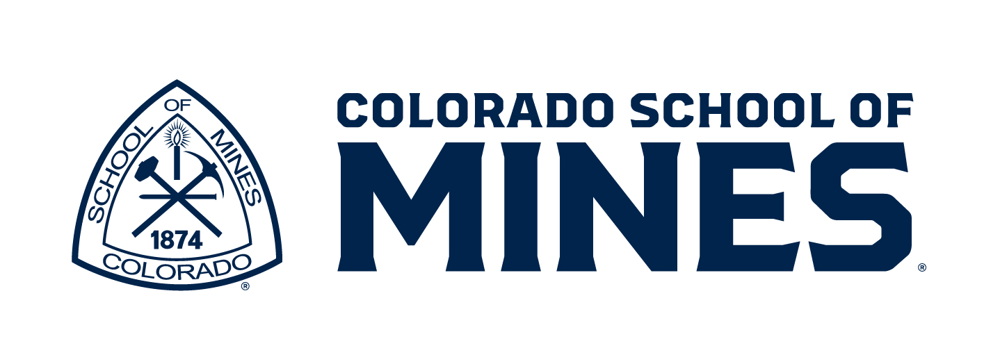 SCHOOL OF MINES
1874
COLORADO
®
COLORADO SCHOOL OF
MINES®